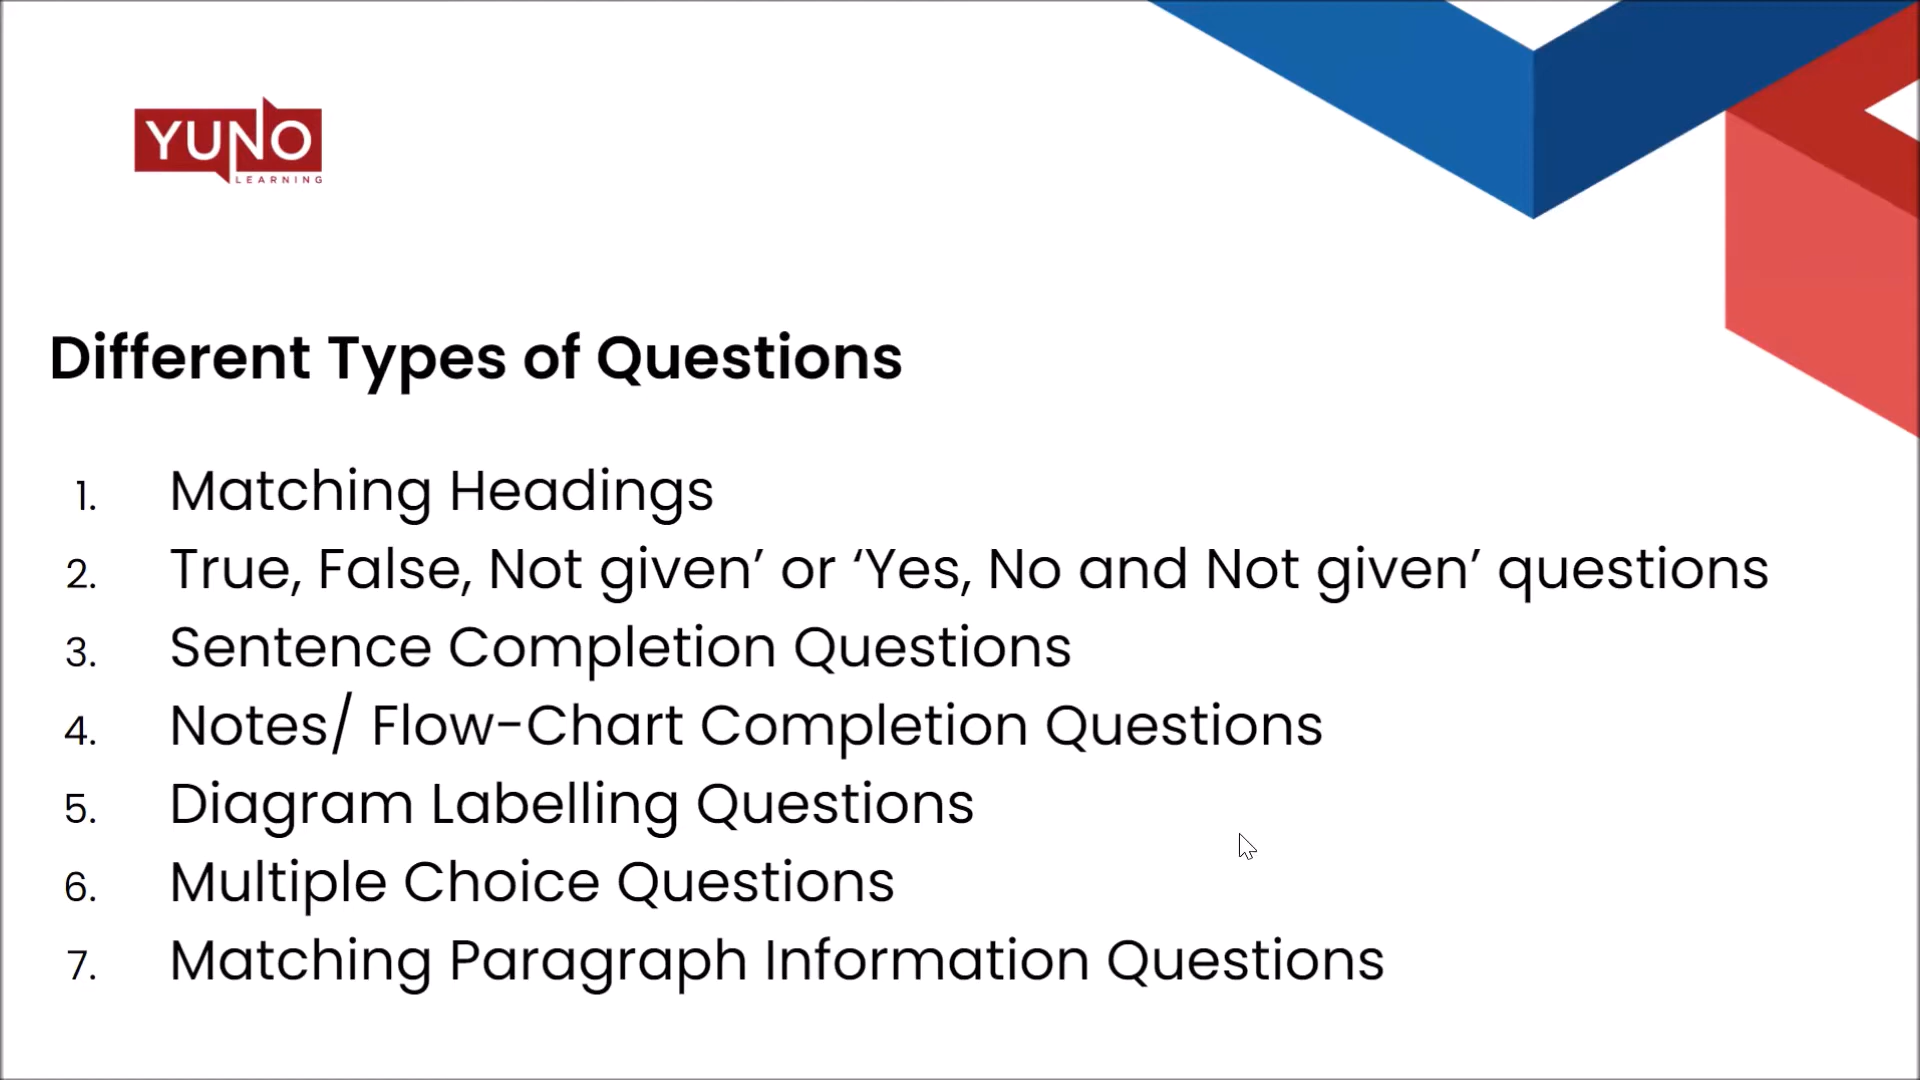 YUNO
LEARNING
Different Types of Questions
1. Matching Headings
2. True, False, Not given’ or ‘Yes, No and Not given’ questions
3. Sentence Completion Questions
4. Notes/ Flow-Chart Completion Questions
5. Diagram Labelling Questions
6. Multiple Choice Questions
7. Matching Paragraph Information Questions